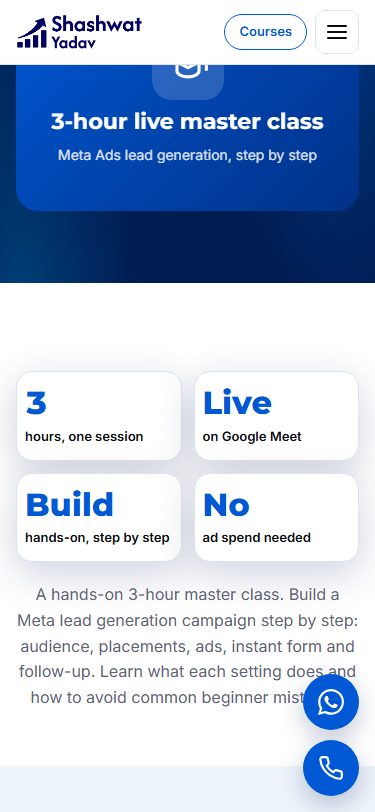 Shashwat
Yadav
Courses
3-hour live master class
Meta Ads lead generation, step by step
3
hours, one session
Live
on Google Meet
Build
hands-on, step by step
No
ad spend needed
A hands-on 3-hour master class. Build a
Meta lead generation campaign step by step:
audience, placements, ads, instant form and
follow-up. Learn what each setting does and
how to avoid common beginner